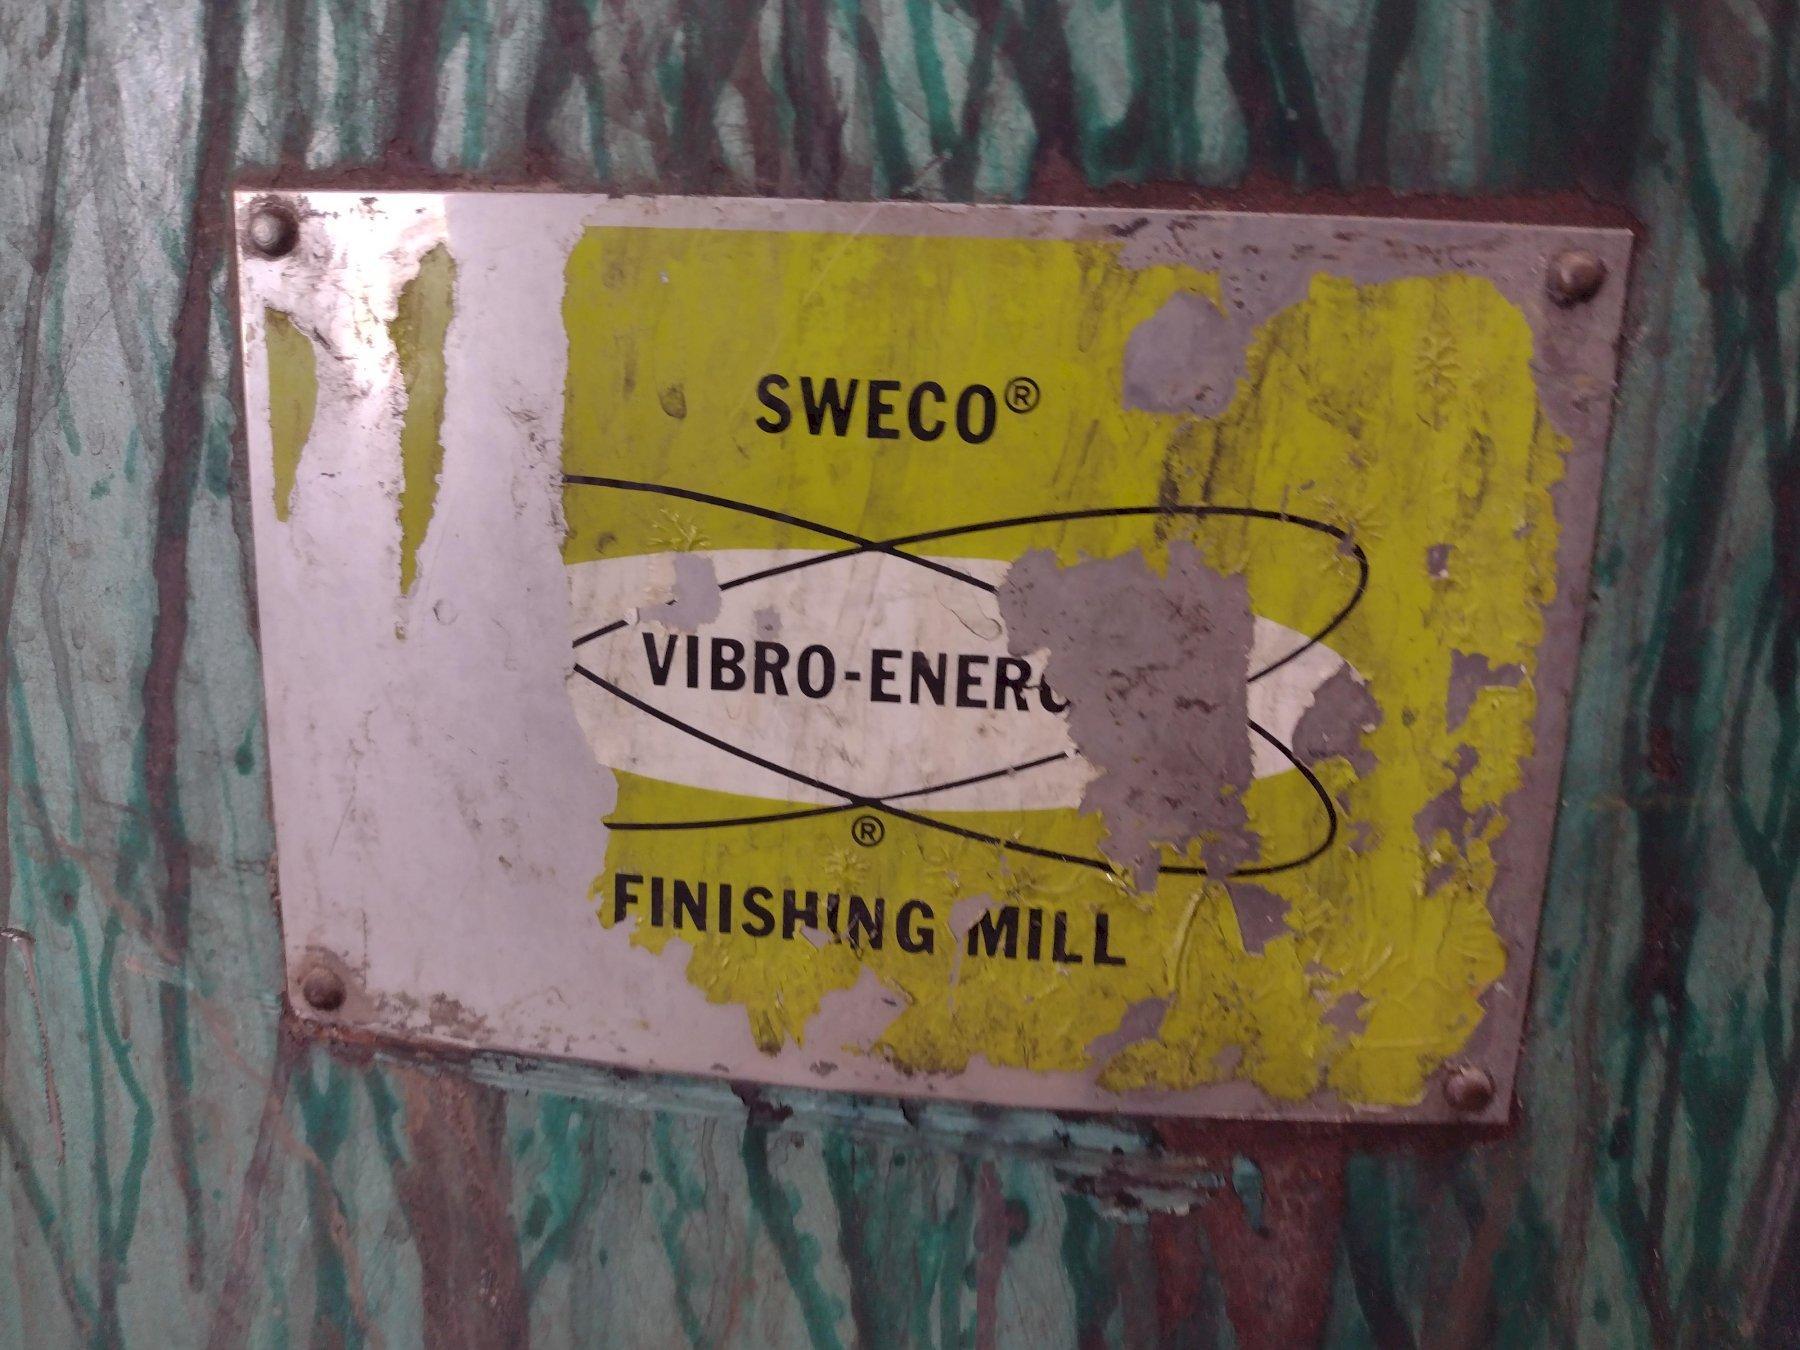 SWECO®
VIBRO-ENERG
®
FINISHING MILL